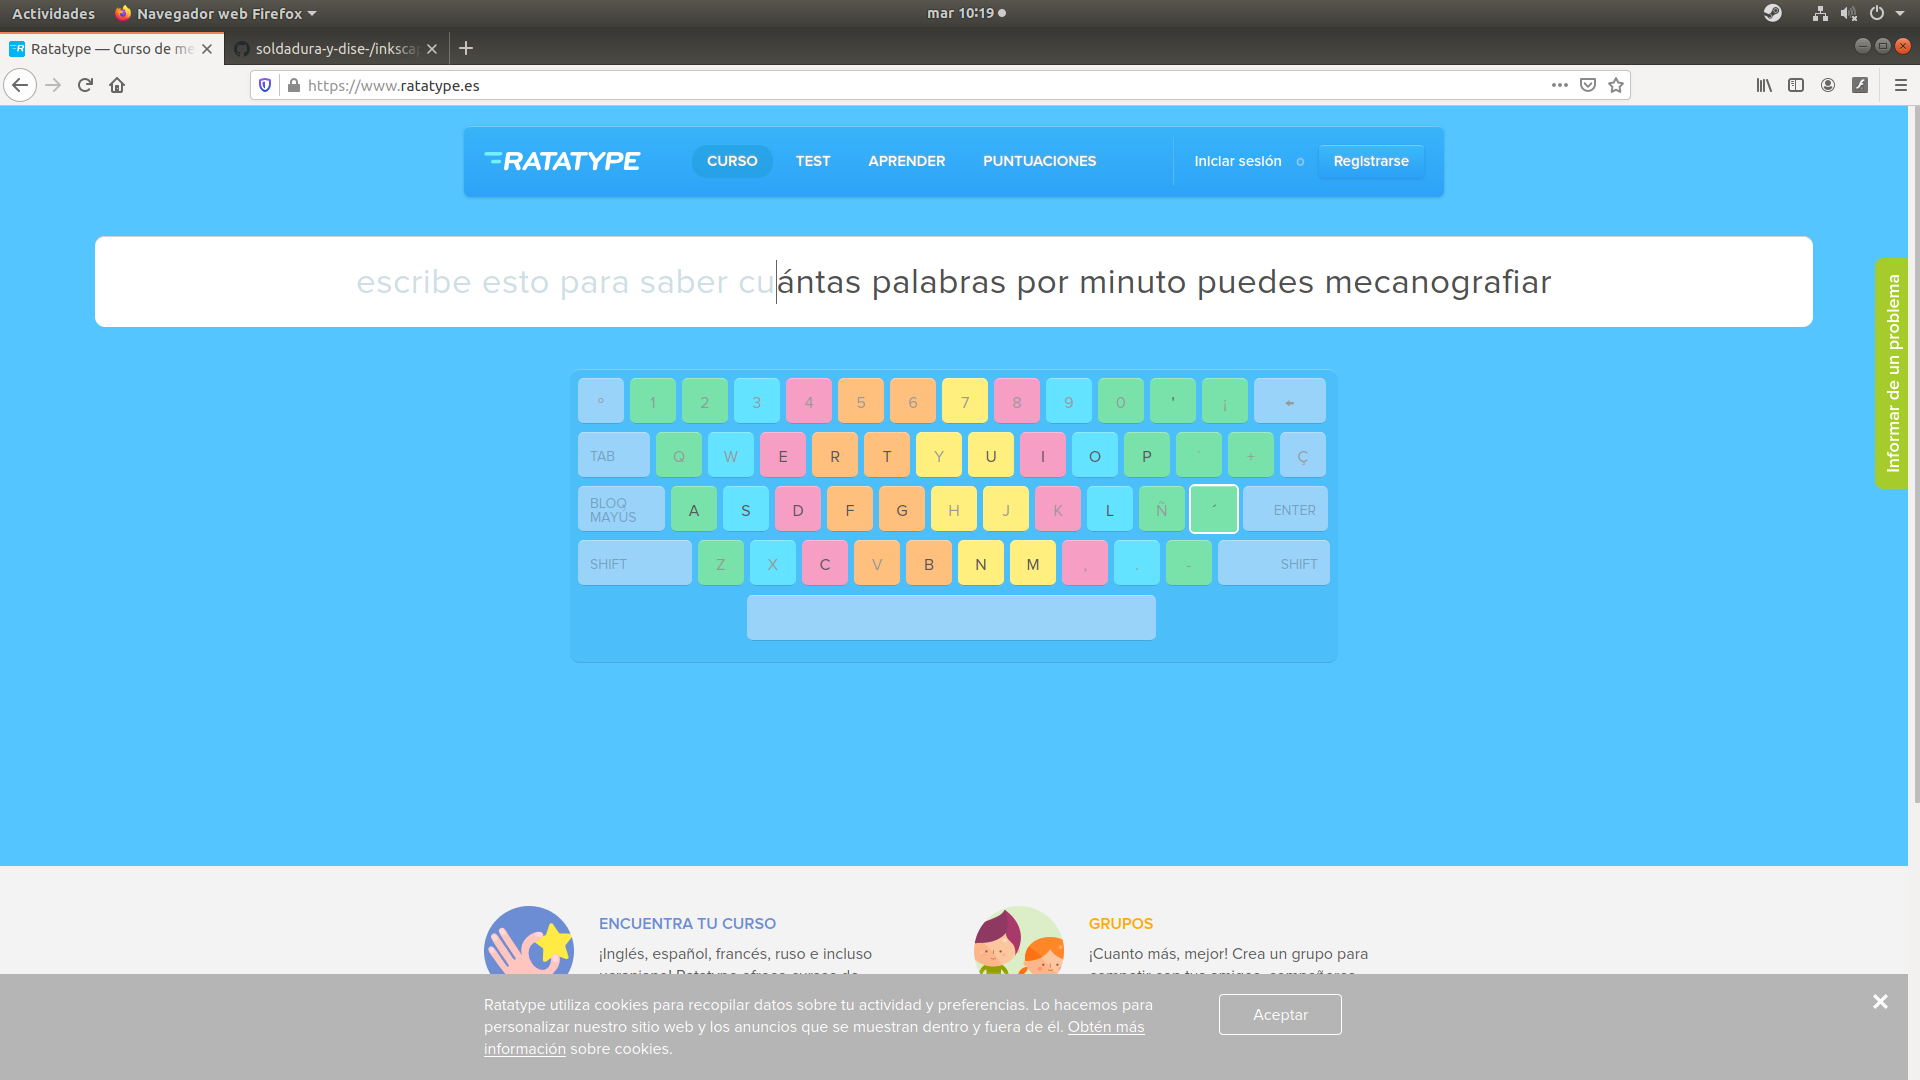 Actividades Navegador web Firefox mar 10:19
Ratatype — Curso de me soldadura-y-dise-/inksca
https://www.ratatype.es
RATATYPE CURSO TEST APRENDER PUNTUACIONES Iniciar sesión o Registrarse
escribe esto para saber cuántas palabras por minuto puedes mecanografiar
Informar de un problema
º 1 2 3 4 5 6 7 8 9 0 ' ¡ ←
TAB Q W E R T Y U I O P ` + Ç
BLOQ MAYÚS A S D F G H J K L Ñ ´ ENTER
SHIFT Z X C V B N M , . - SHIFT
ENCUENTRA TU CURSO
¡Inglés, español, francés, ruso e incluso
GRUPOS
¡Cuanto más, mejor! Crea un grupo para
Ratatype utiliza cookies para recopilar datos sobre tu actividad y preferencias. Lo hacemos para
personalizar nuestro sitio web y los anuncios que se muestran dentro y fuera de él. Obtén más
información sobre cookies.
Aceptar